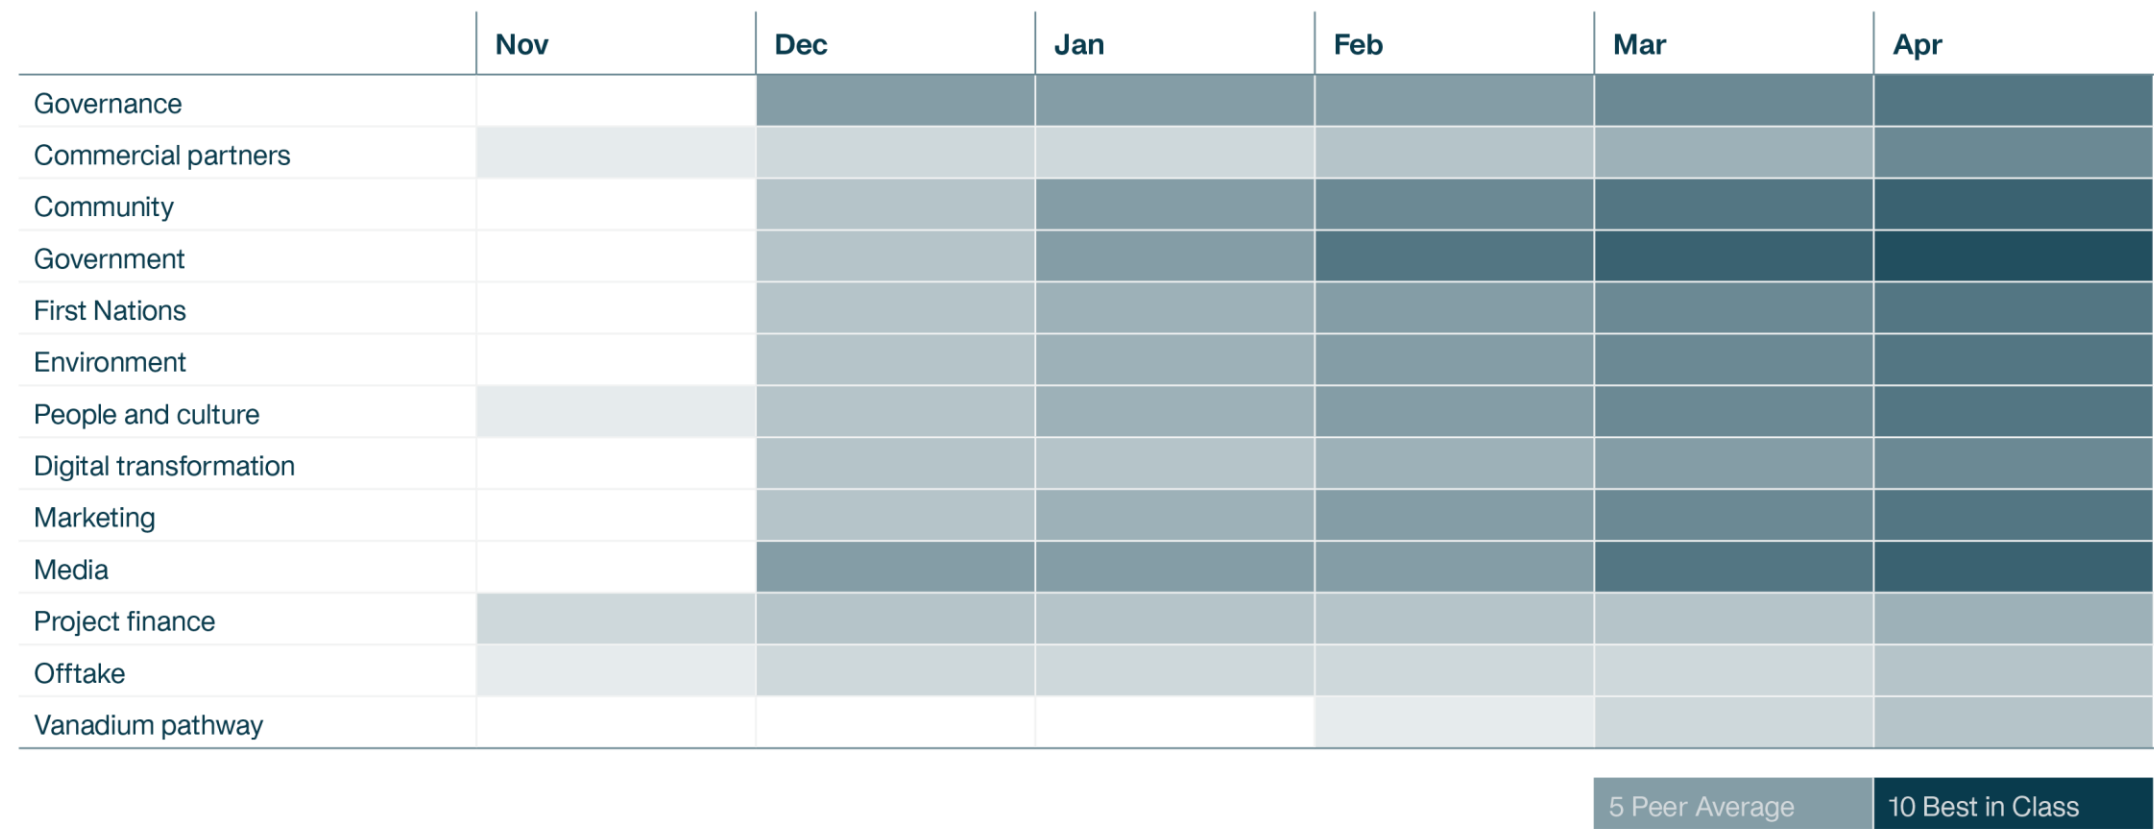 Nov Dec Jan Feb Mar Apr
Governance
Commercial partners
Community
Government
First Nations
Environment
People and culture
Digital transformation
Marketing
Media
Project finance
Offtake
Vanadium pathway
5 Peer Average 10 Best in Class